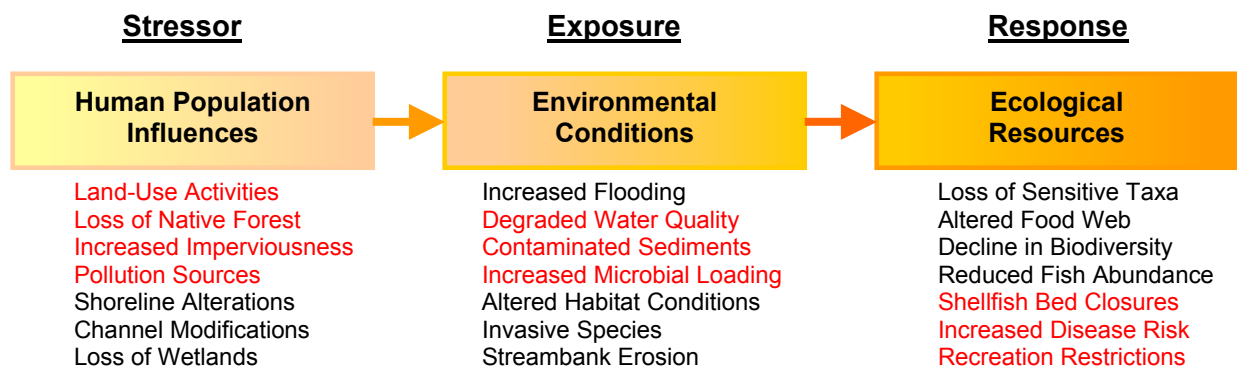 Stressor
Exposure
Response
Human Population
Influences
Environmental
Conditions
Ecological
Resources
Land-Use Activities
Loss of Native Forest
Increased Imperviousness
Pollution Sources
Shoreline Alterations
Channel Modifications
Loss of Wetlands
Increased Flooding
Degraded Water Quality
Contaminated Sediments
Increased Microbial Loading
Altered Habitat Conditions
Invasive Species
Streambank Erosion
Loss of Sensitive Taxa
Altered Food Web
Decline in Biodiversity
Reduced Fish Abundance
Shellfish Bed Closures
Increased Disease Risk
Recreation Restrictions